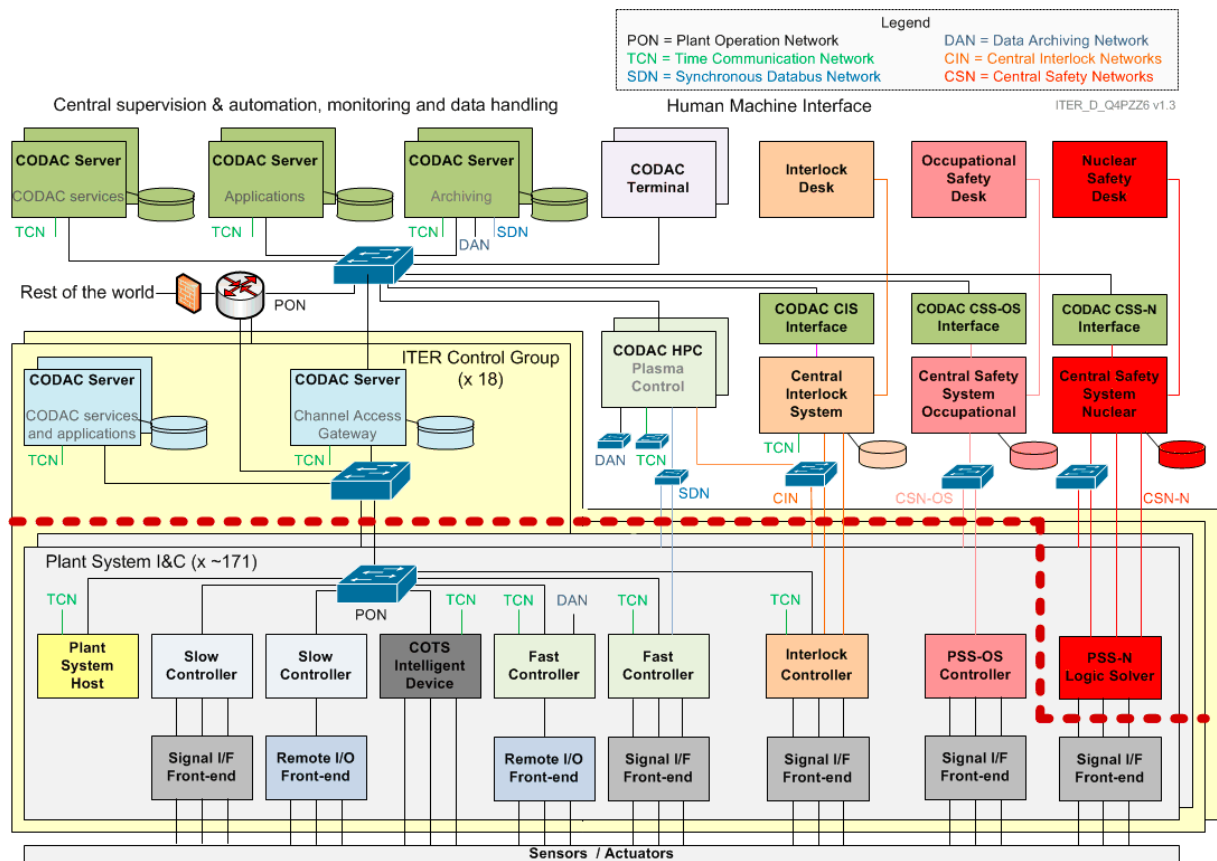 Legend
PON = Plant Operation Network
DAN = Data Archiving Network
TCN = Time Communication Network
CIN = Central Interlock Networks
SDN = Synchronous Databus Network
CSN = Central Safety Networks
Central supervision & automation, monitoring and data handling
Human Machine Interface
ITER_D_Q4PZZ6 v1.3
CODAC Server
CODAC services
TCN
CODAC Server
Applications
TCN
CODAC Server
Archiving
TCN
DAN
SDN
CODAC
Terminal
Interlock
Desk
Occupational
Safety
Desk
Nuclear
Safety
Desk
Rest of the world
PON
CODAC CIS
Interface
CODAC CSS-OS
Interface
CODAC CSS-N
Interface
ITER Control Group
(x 18)
CODAC Server
CODAC services
and applications
TCN
CODAC Server
Channel Access
Gateway
TCN
CODAC HPC
Plasma
Control
DAN
TCN
SDN
Central
Interlock
System
TCN
CIN
Central Safety
System
Occupational
CSN-OS
Central Safety
System
Nuclear
CSN-N
Plant System I&C (x ~171)
PON
TCN
Plant
System
Host
Slow
Controller
Slow
Controller
TCN
COTS
Intelligent
Device
TCN
DAN
Fast
Controller
TCN
Fast
Controller
TCN
Interlock
Controller
PSS-OS
Controller
PSS-N
Logic Solver
Signal I/F
Front-end
Remote I/O
Front-end
Remote I/O
Front-end
Signal I/F
Front-end
Signal I/F
Front-end
Signal I/F
Front-end
Signal I/F
Front-end
Sensors / Actuators